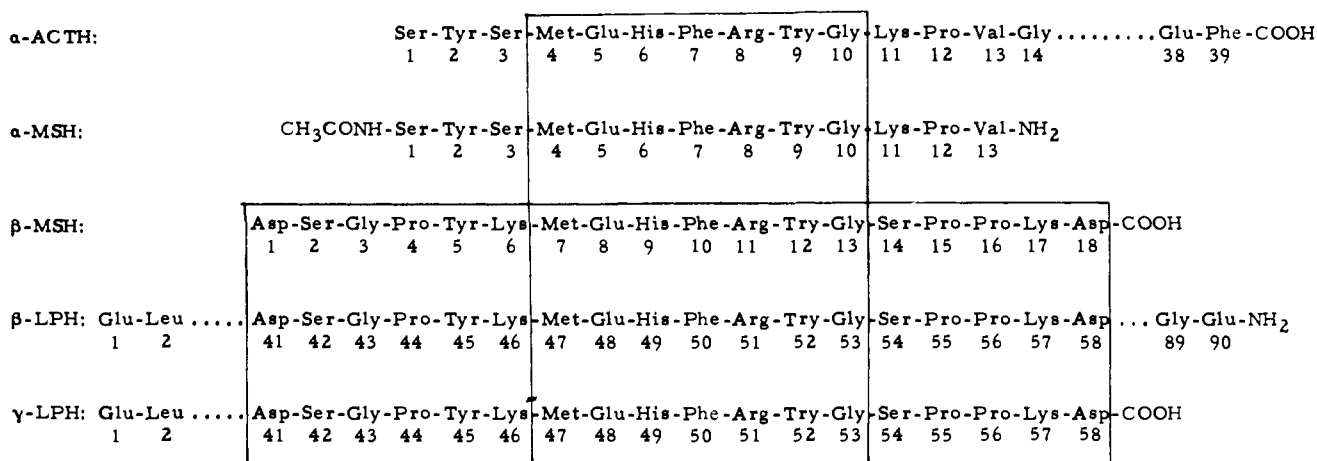 α-ACTH: Ser-Tyr-Ser-Met-Glu-His-Phe-Arg-Try-Gly-Lys-Pro-Val-Gly.........Glu-Phe-COOH
1 2 3 4 5 6 7 8 9 10 11 12 13 14 38 39
α-MSH: CH₃CONH-Ser-Tyr-Ser-Met-Glu-His-Phe-Arg-Try-Gly-Lys-Pro-Val-NH₂
1 2 3 4 5 6 7 8 9 10 11 12 13
β-MSH: Asp-Ser-Gly-Pro-Tyr-Lys-Met-Glu-His-Phe-Arg-Try-Gly-Ser-Pro-Pro-Lys-Asp-COOH
1 2 3 4 5 6 7 8 9 10 11 12 13 14 15 16 17 18
β-LPH: Glu-Leu.....Asp-Ser-Gly-Pro-Tyr-Lys-Met-Glu-His-Phe-Arg-Try-Gly-Ser-Pro-Pro-Lys-Asp...Gly-Glu-NH₂
1 2 41 42 43 44 45 46 47 48 49 50 51 52 53 54 55 56 57 58 89 90
γ-LPH: Glu-Leu.....Asp-Ser-Gly-Pro-Tyr-Lys-Met-Glu-His-Phe-Arg-Try-Gly-Ser-Pro-Pro-Lys-Asp-COOH
1 2 41 42 43 44 45 46 47 48 49 50 51 52 53 54 55 56 57 58